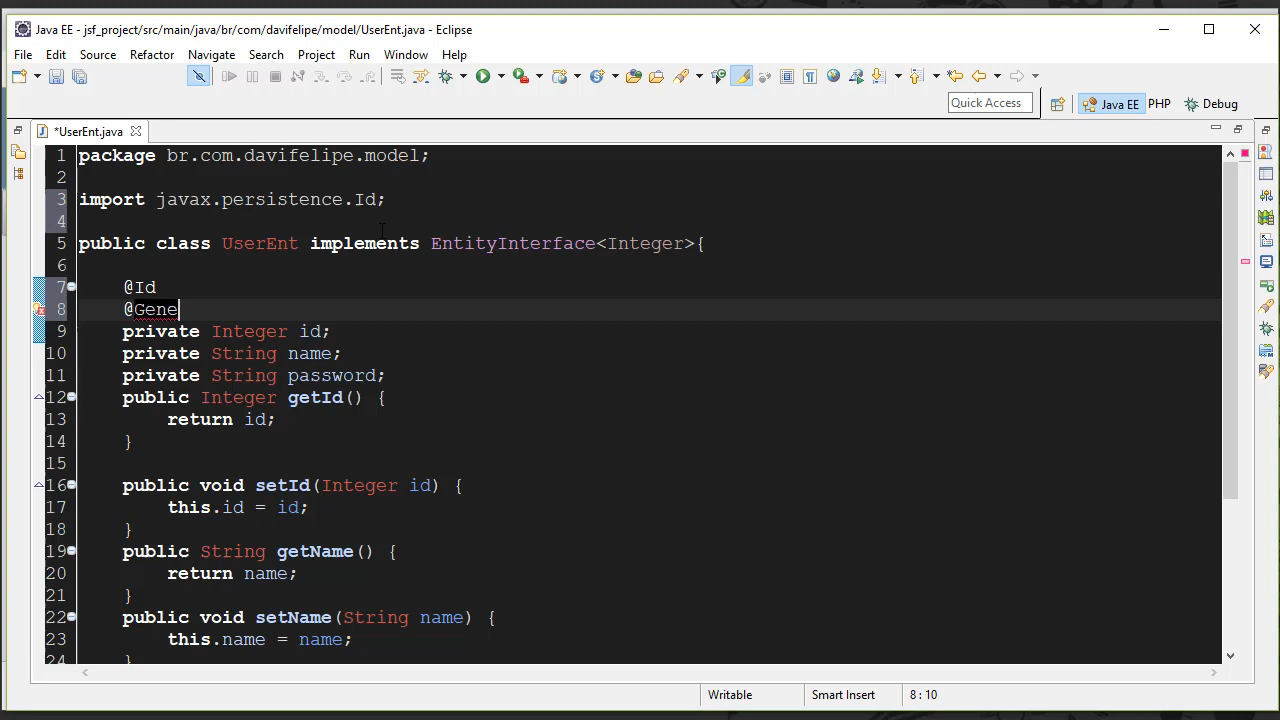 Java EE - jsf_project/src/main/java/br/com/davifelipe/model/UserEnt.java - Eclipse
File Edit Source Refactor Navigate Search Project Run Window Help
Quick Access Java EE PHP Debug
*UserEnt.java
1 package br.com.davifelipe.model;
2
3 import javax.persistence.Id;
4
5 public class UserEnt implements EntityInterface<Integer>{
6
7 @Id
8 @Gene
9 private Integer id;
10 private String name;
11 private String password;
12 public Integer getId() {
13 return id;
14 }
15
16 public void setId(Integer id) {
17 this.id = id;
18 }
19 public String getName() {
20 return name;
21 }
22 public void setName(String name) {
23 this.name = name;
24 }
Writable Smart Insert 8 : 10